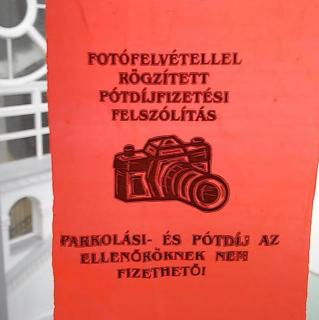 FOTÓFELVÉTELLEL
RÖGZÍTETT
PÓTDÍJFIZETÉSI
FELSZÓLÍTÁS
PARKOLÁSI- ÉS PÓTDÍJ AZ
ELLENŐRÖKNEK NEM
FIZETHETŐ!